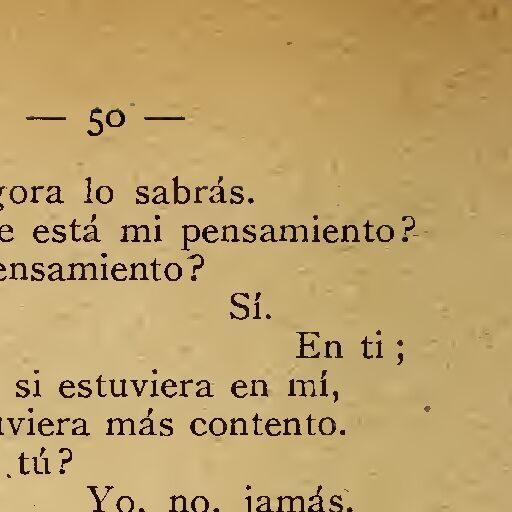 — 50 —
gora lo sabrás.
e está mi pensamiento?
ensamiento?
Sí.
En ti ;
si estuviera en mí,
uviera más contento.
tú?
Yo, no, jamás.